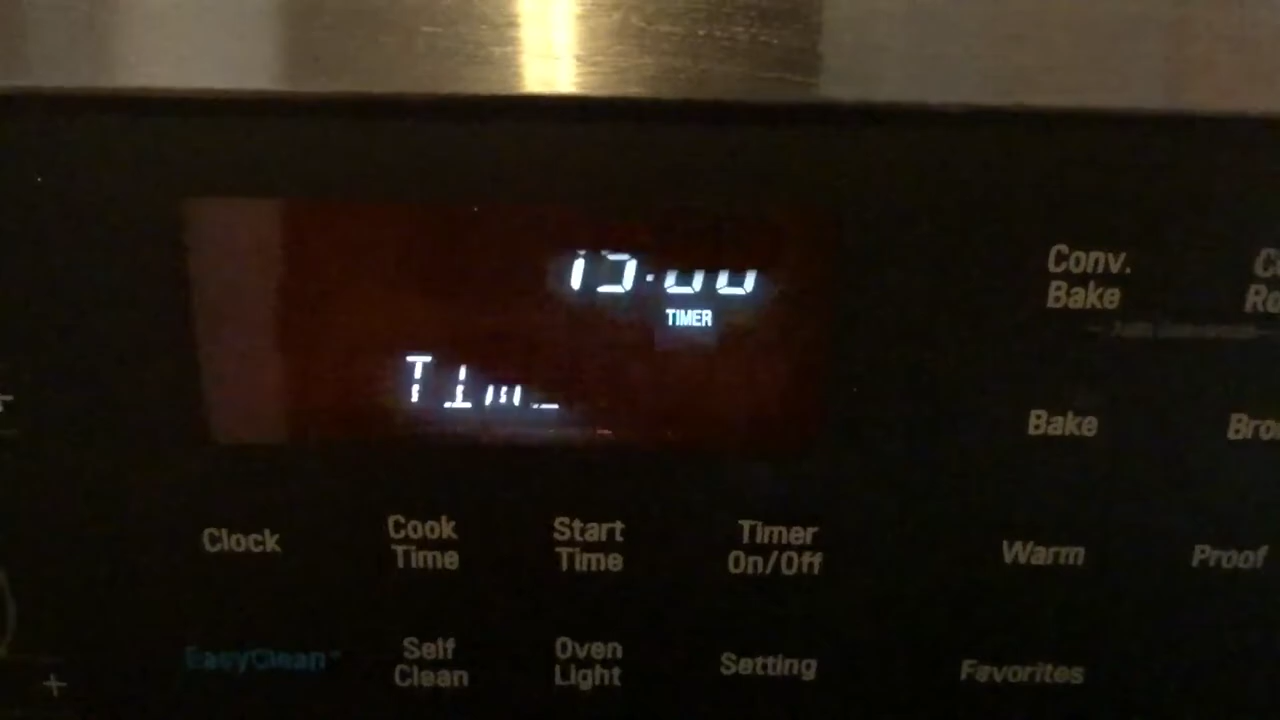 TIMER
Conv.
Bake
Bake
Clock
Cook
Time
Start
Time
Timer
On/Off
Warm
Proof
EasyClean
Self
Clean
Oven
Light
Setting
Favorites